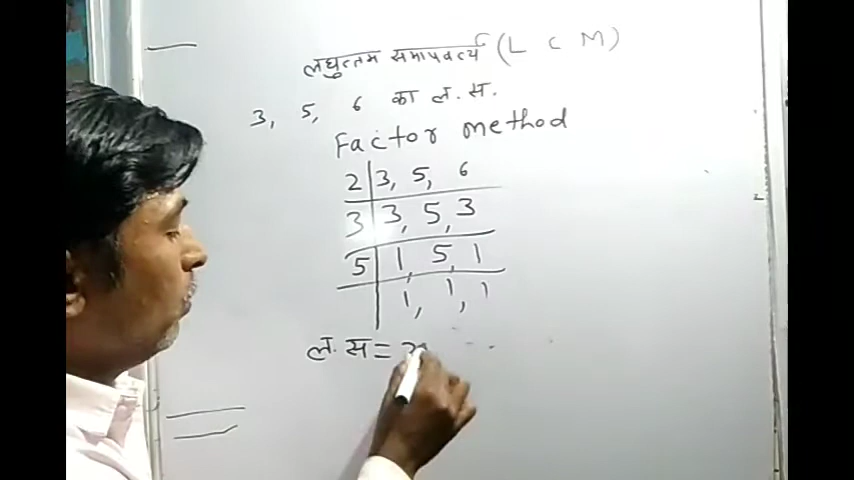 लघुत्तम समापवर्त्य (L C M)
3, 5, 6 का ल. स.
Factor method
2 | 3, 5, 6
3 | 3, 5, 3
5 | 1, 5, 1
| 1, 1, 1
ल. स =